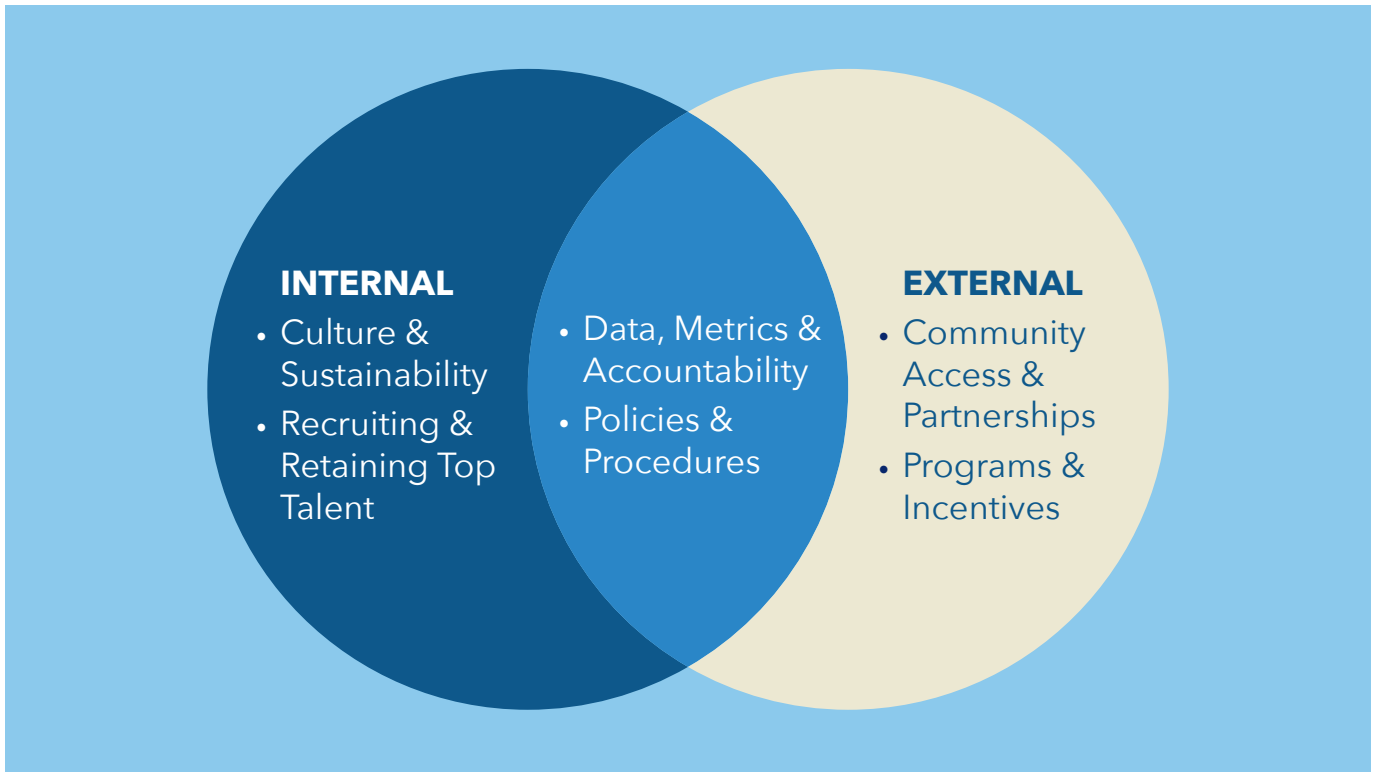 INTERNAL
• Culture &
Sustainability
• Recruiting &
Retaining Top
Talent
• Data, Metrics &
Accountability
• Policies &
Procedures
EXTERNAL
• Community
Access &
Partnerships
• Programs &
Incentives